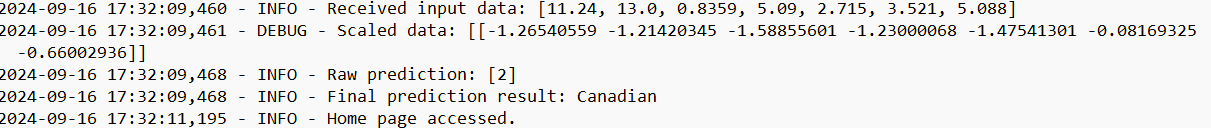 2024-09-16 17:32:09,460 - INFO - Received input data: [11.24, 13.0, 0.8359, 5.09, 2.715, 3.521, 5.088]
2024-09-16 17:32:09,461 - DEBUG - Scaled data: [[-1.26540559 -1.21420345 -1.58855601 -1.23000068 -1.47541301 -0.08169325
-0.66002936]]
2024-09-16 17:32:09,468 - INFO - Raw prediction: [2]
2024-09-16 17:32:09,468 - INFO - Final prediction result: Canadian
2024-09-16 17:32:11,195 - INFO - Home page accessed.